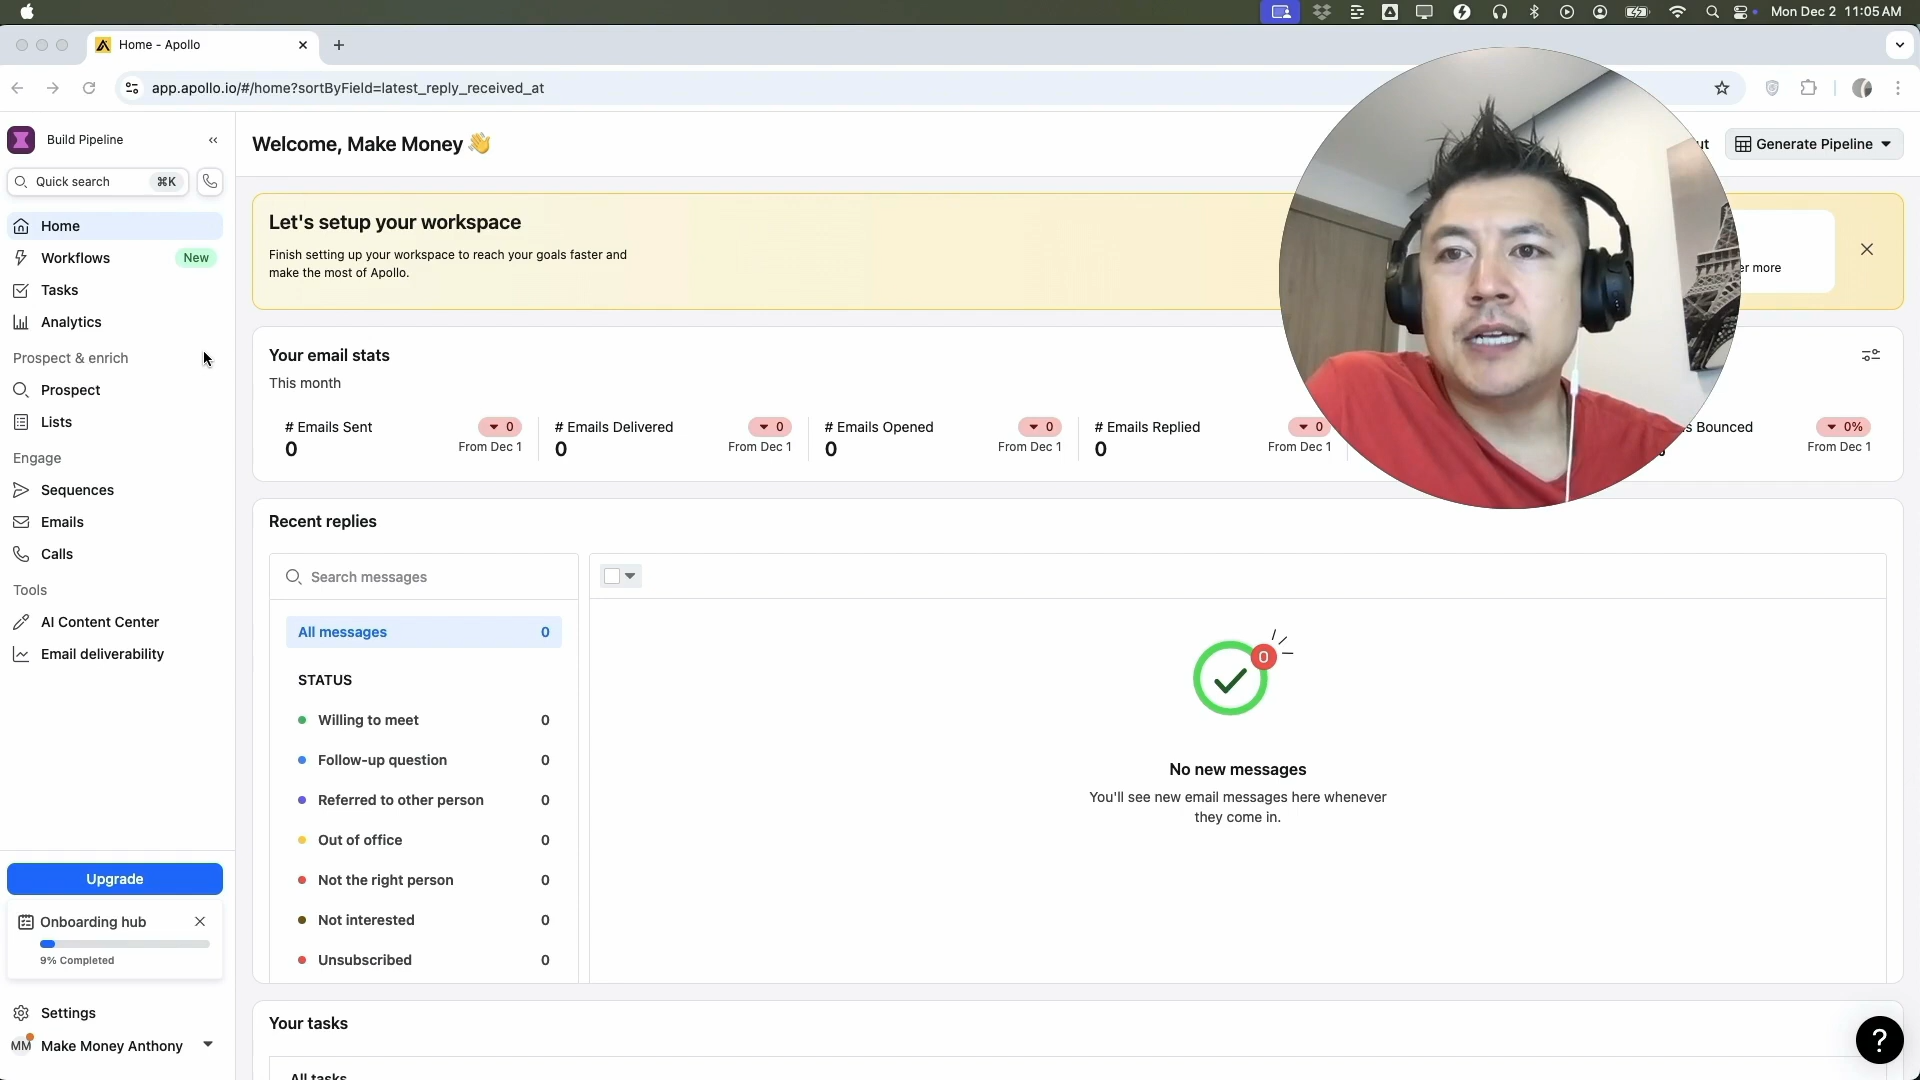 Mon Dec 2 11:05 AM
Home - Apollo
app.apollo.io/#/home?sortByField=latest_reply_received_at
Build Pipeline
Quick search ⌘K
Home
Workflows New
Tasks
Analytics
Prospect & enrich
Prospect
Lists
Engage
Sequences
Emails
Calls
Tools
AI Content Center
Email deliverability
Upgrade
Onboarding hub
9% Completed
Settings
MM Make Money Anthony
Welcome, Make Money 👋
Generate Pipeline
Let's setup your workspace
Finish setting up your workspace to reach your goals faster and
make the most of Apollo.
more
Your email stats
This month
# Emails Sent 0
0 From Dec 1
# Emails Delivered 0
0 From Dec 1
# Emails Opened 0
0 From Dec 1
# Emails Replied 0
0 From Dec 1
Bounced 0%
From Dec 1
Recent replies
Search messages
All messages 0
STATUS
Willing to meet 0
Follow-up question 0
Referred to other person 0
Out of office 0
Not the right person 0
Not interested 0
Unsubscribed 0
0
No new messages
You'll see new email messages here whenever
they come in.
Your tasks
All tasks
?